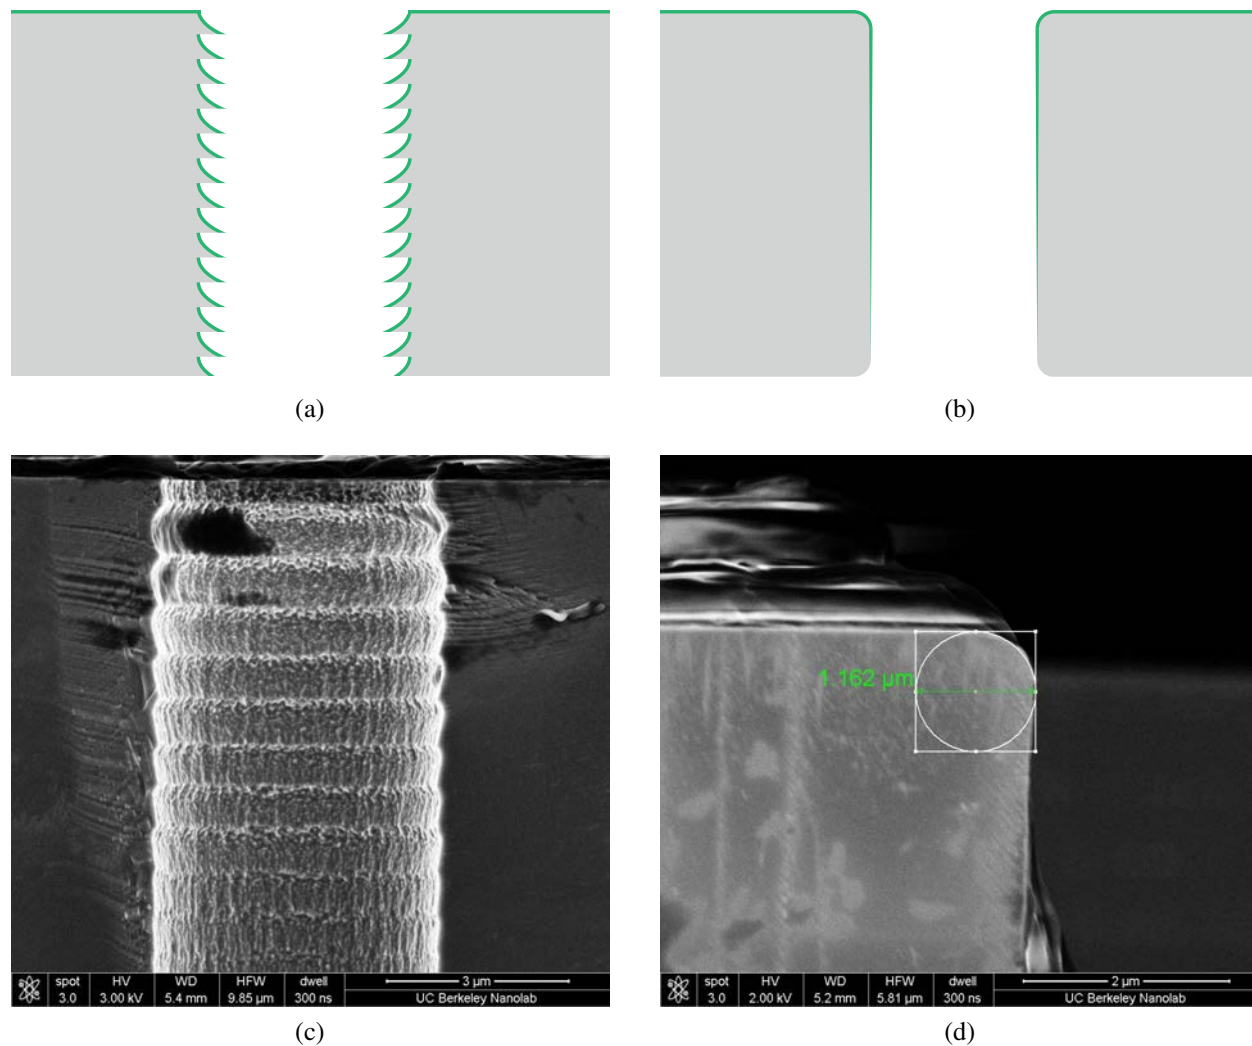 (a)
(b)
1.162 µm
spot HV WD HFW dwell 3 µm
3.0 3.00 kV 5.4 mm 9.85 µm 300 ns UC Berkeley Nanolab
spot HV WD HFW dwell 2 µm
3.0 2.00 kV 5.2 mm 5.81 µm 300 ns UC Berkeley Nanolab
(c)
(d)